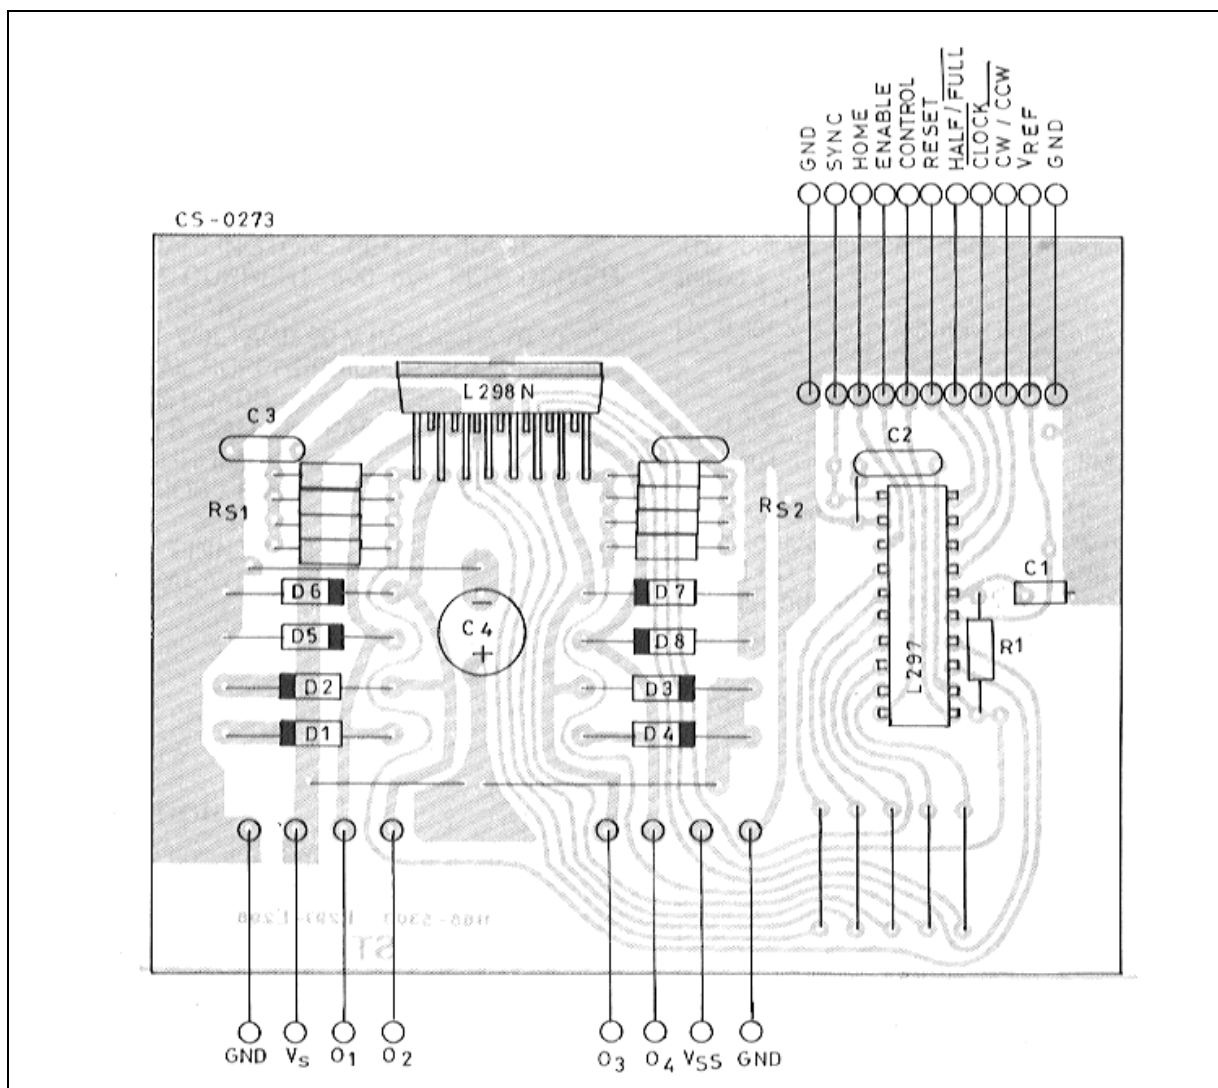 GND
SYNC
HOME
ENABLE
CONTROL
RESET
HALF / FULL
CLOCK
CW / CCW
VREF
GND
CS-0273
L298N
C3
C2
RS1
RS2
C1
D6
D7
C4
D5
D8
R1
L297
D2
D3
D1
D4
ST
GND
VS
O1
O2
O3
O4
VSS
GND